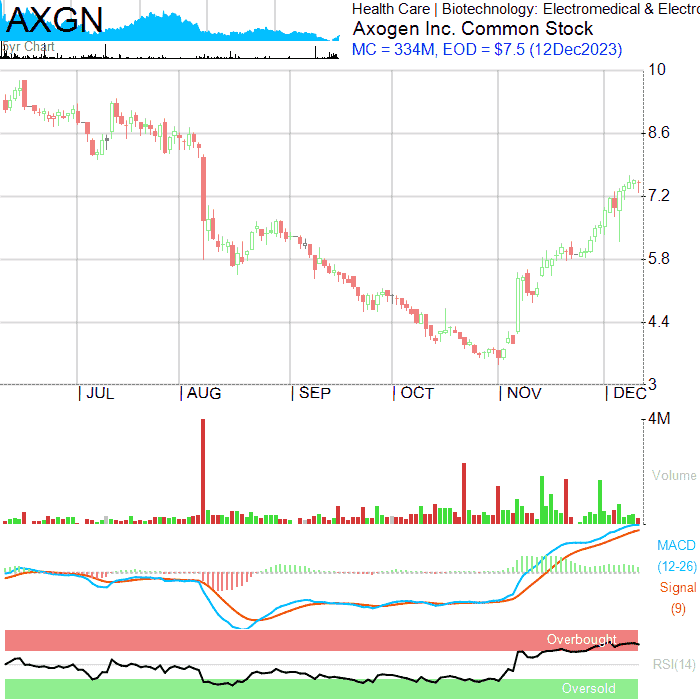 AXGN
5yr Chart
Health Care | Biotechnology: Electromedical & Electro
Axogen Inc. Common Stock
MC = 334M, EOD = $7.5 (12Dec2023)
10
8.6
7.2
5.8
4.4
3
JUL
AUG
SEP
OCT
NOV
DEC
4M
Volume
MACD
(12-26)
Signal
(9)
Overbought
RSI(14)
Oversold